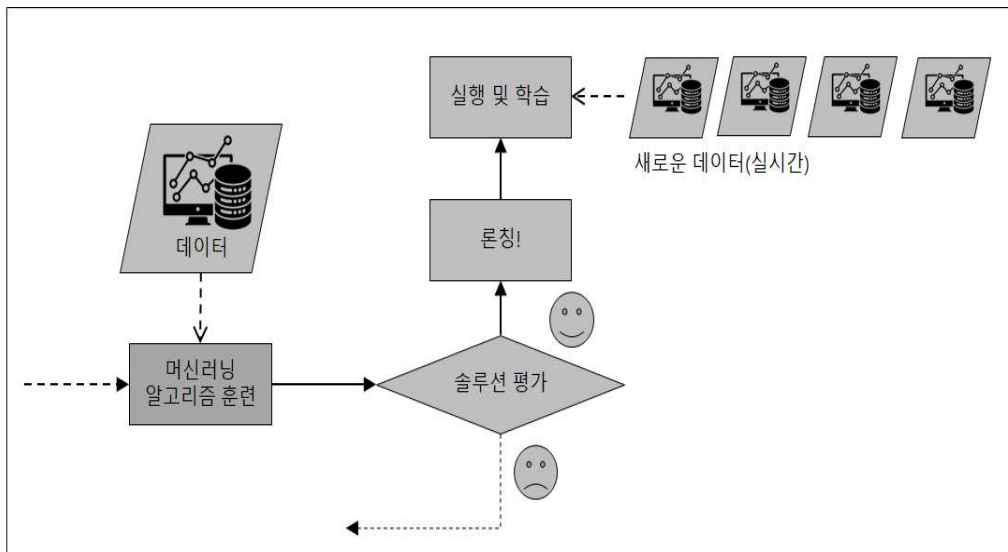 실행 및 학습
새로운 데이터(실시간)
데이터
론칭!
머신러닝
알고리즘 훈련
솔루션 평가